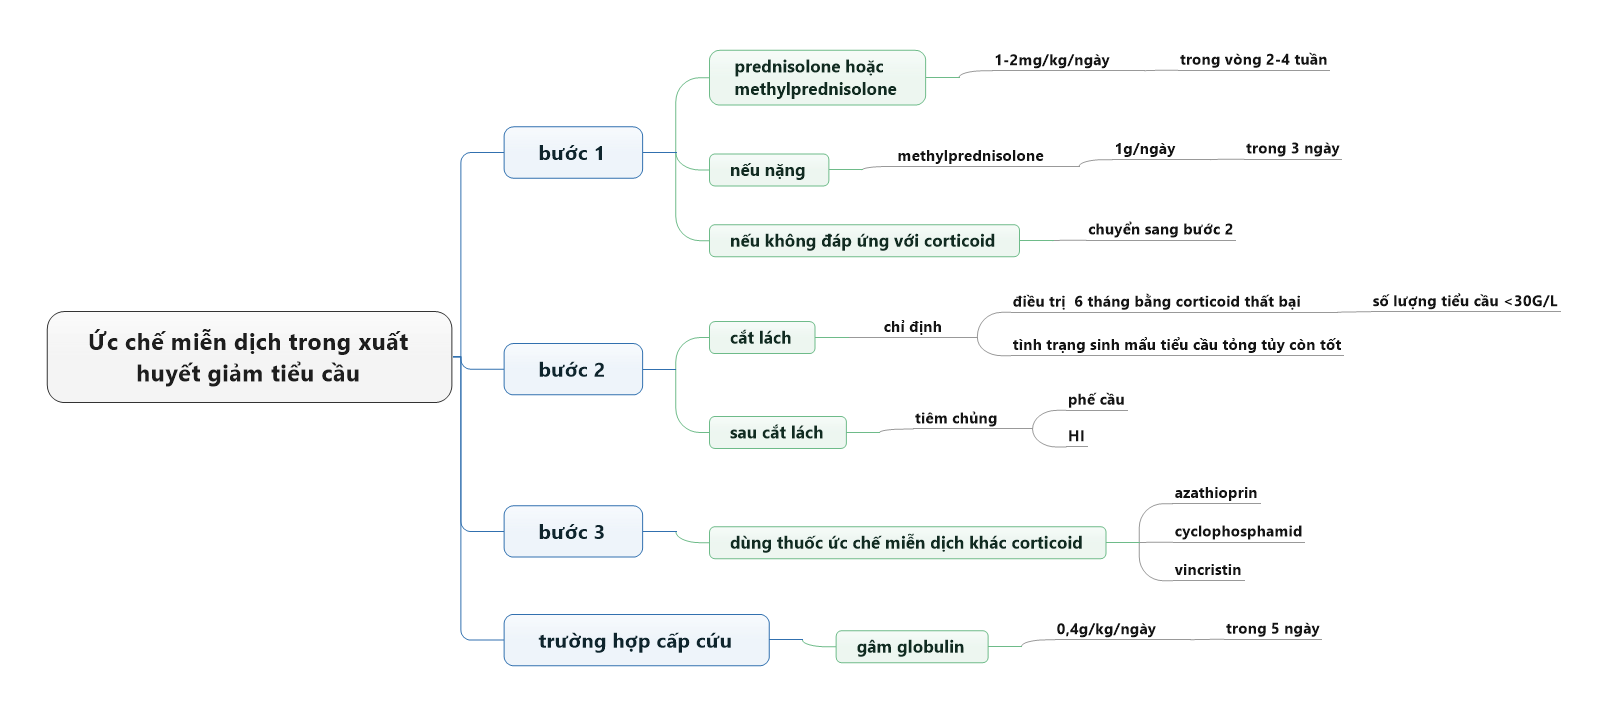 Ức chế miễn dịch trong xuất
huyết giảm tiểu cầu
bước 1
prednisolone hoặc
methylprednisolone
1-2mg/kg/ngày
trong vòng 2-4 tuần
nếu nặng
methylprednisolone
1g/ngày
trong 3 ngày
nếu không đáp ứng với corticoid
chuyển sang bước 2
bước 2
cắt lách
chỉ định
điều trị  6 tháng bằng corticoid thất bại
số lượng tiểu cầu <30G/L
tình trạng sinh mẩu tiểu cầu tỏng tủy còn tốt
sau cắt lách
tiêm chủng
phế cầu
HI
bước 3
dùng thuốc ức chế miễn dịch khác corticoid
azathioprin
cyclophosphamid
vincristin
trường hợp cấp cứu
gâm globulin
0,4g/kg/ngày
trong 5 ngày